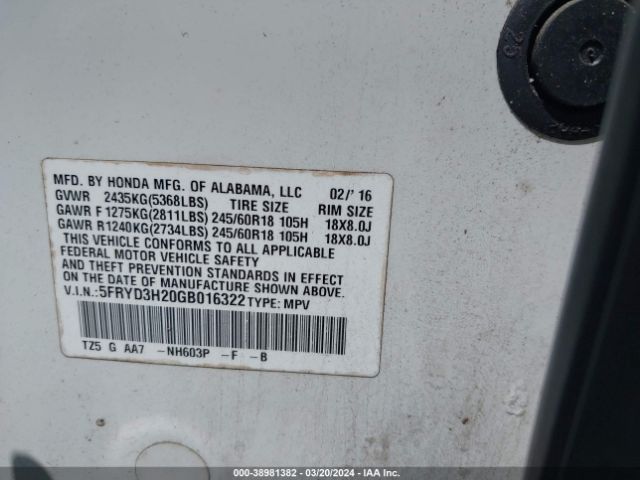 MFD. BY HONDA MFG. OF ALABAMA, LLC 02/' 16
GVWR 2435KG(5368LBS) TIRE SIZE RIM SIZE
GAWR F 1275KG(2811LBS) 245/60R18 105H 18X8.0J
GAWR R1240KG(2734LBS) 245/60R18 105H 18X8.0J
THIS VEHICLE CONFORMS TO ALL APPLICABLE
FEDERAL MOTOR VEHICLE SAFETY
AND THEFT PREVENTION STANDARDS IN EFFECT
ON THE DATE OF MANUFACTURE SHOWN ABOVE.
V.I.N.:5FRYD3H20GB016322 TYPE: MPV
TZ5 G AA7 -NH603P -F -B
000-38981382 - 03/20/2024 - IAA Inc.